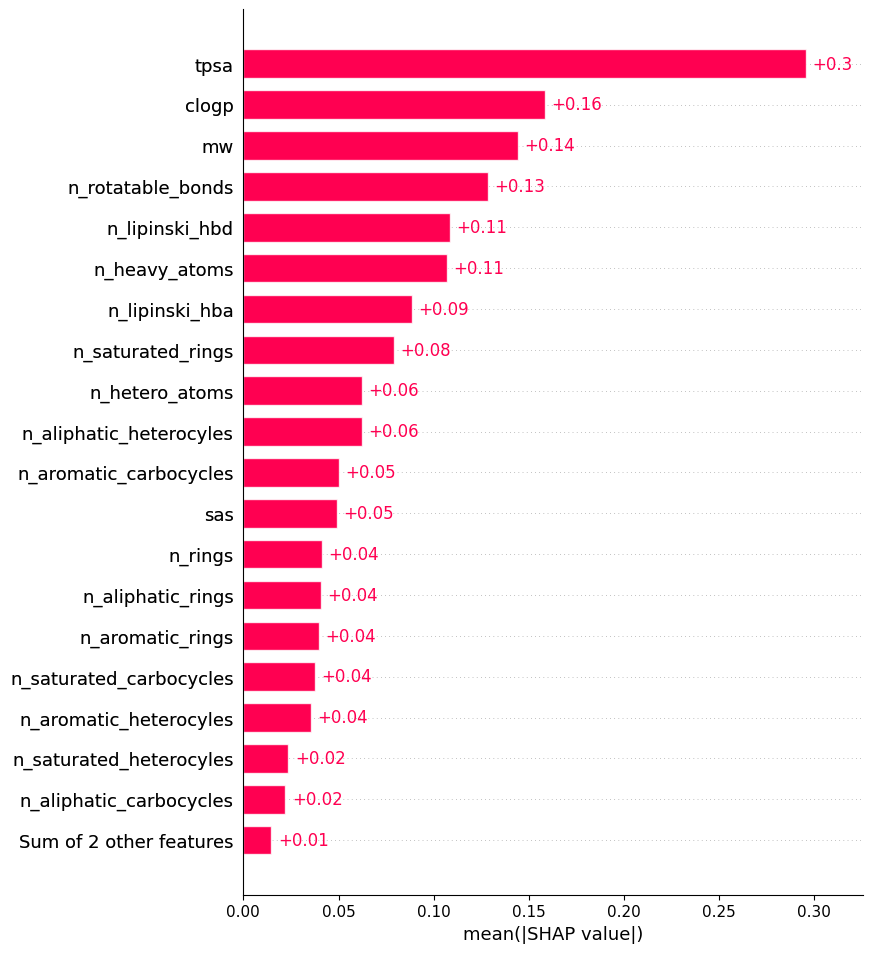 tpsa +0.3
clogp +0.16
mw +0.14
n_rotatable_bonds +0.13
n_lipinski_hbd +0.11
n_heavy_atoms +0.11
n_lipinski_hba +0.09
n_saturated_rings +0.08
n_hetero_atoms +0.06
n_aliphatic_heterocyles +0.06
n_aromatic_carbocycles +0.05
sas +0.05
n_rings +0.04
n_aliphatic_rings +0.04
n_aromatic_rings +0.04
n_saturated_carbocycles +0.04
n_aromatic_heterocyles +0.04
n_saturated_heterocyles +0.02
n_aliphatic_carbocycles +0.02
Sum of 2 other features +0.01
0.00 0.05 0.10 0.15 0.20 0.25 0.30
mean(|SHAP value|)